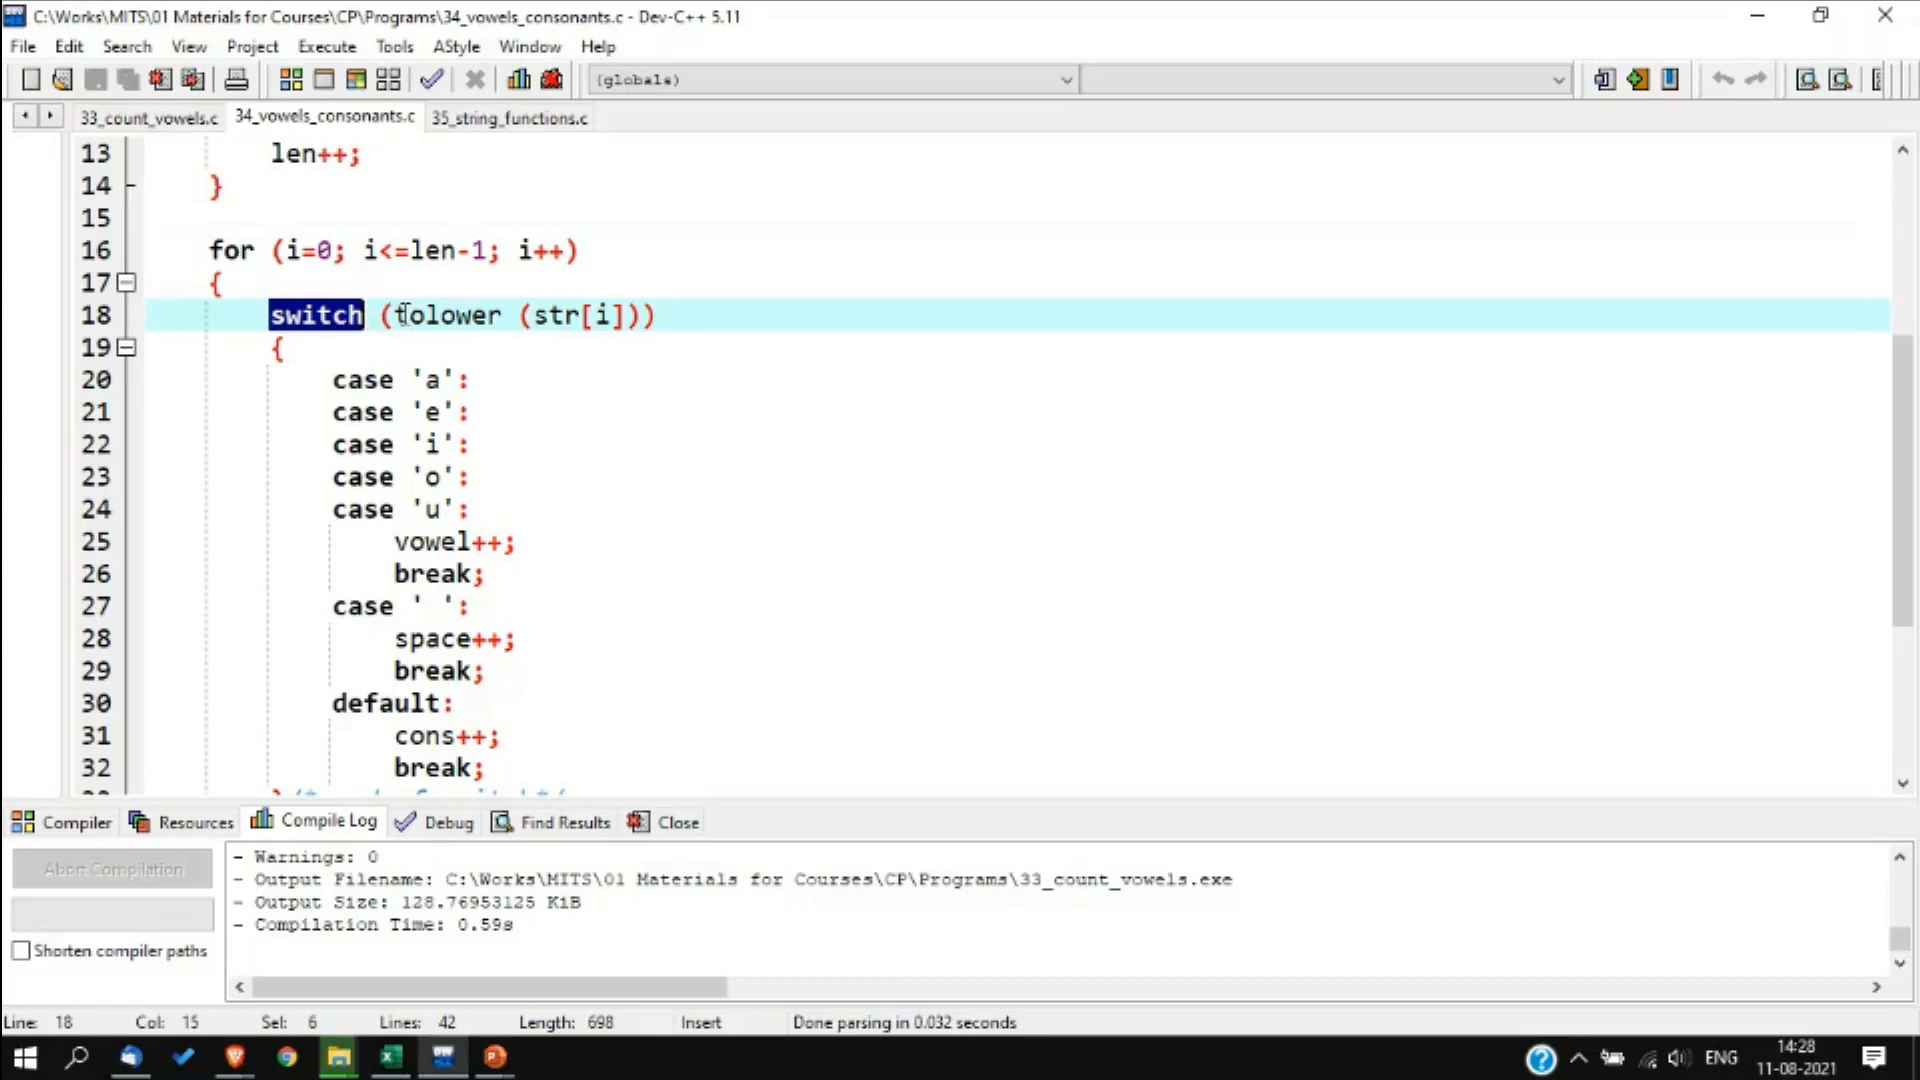 C:\Works\MITS\01 Materials for Courses\CP\Programs\34_vowels_consonants.c - Dev-C++ 5.11
File Edit Search View Project Execute Tools AStyle Window Help
(globals)
33_count_vowels.c 34_vowels_consonants.c 35_string_functions.c
13 len++;
14 }
15
16 for (i=0; i<=len-1; i++)
17 {
18 switch (tolower (str[i]))
19 {
20 case 'a':
21 case 'e':
22 case 'i':
23 case 'o':
24 case 'u':
25 vowel++;
26 break;
27 case ' ':
28 space++;
29 break;
30 default:
31 cons++;
32 break;
Compiler Resources Compile Log Debug Find Results Close
Abort Compilation
Shorten compiler paths
- Warnings: 0
- Output Filename: C:\Works\MITS\01 Materials for Courses\CP\Programs\33_count_vowels.exe
- Output Size: 128.76953125 KiB
- Compilation Time: 0.59s
Line: 18 Col: 15 Sel: 6 Lines: 42 Length: 698 Insert Done parsing in 0.032 seconds
ENG
14:28
11-08-2021